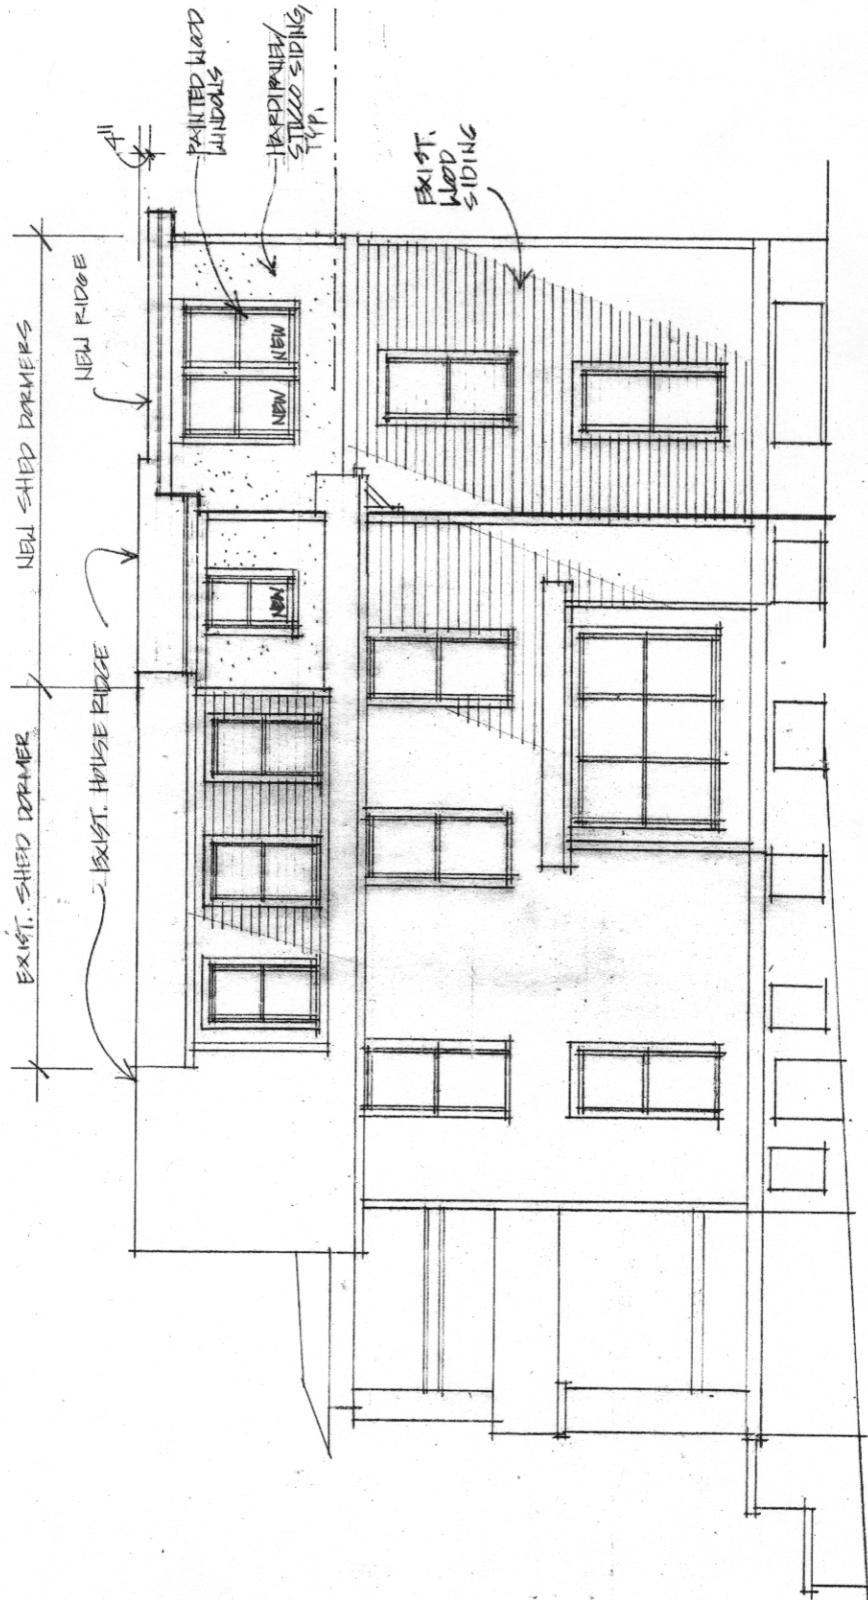 EXIST. SHED DORMER
NEW SHED DORMERS
EXIST. HOUSE RIDGE
NEW RIDGE
4"
PAINTED WOOD
WINDOWS
HARDIPANEL/
STUCCO SIDING,
TYP.
EXIST.
WOOD
SIDING
NEW
NEW
NEW